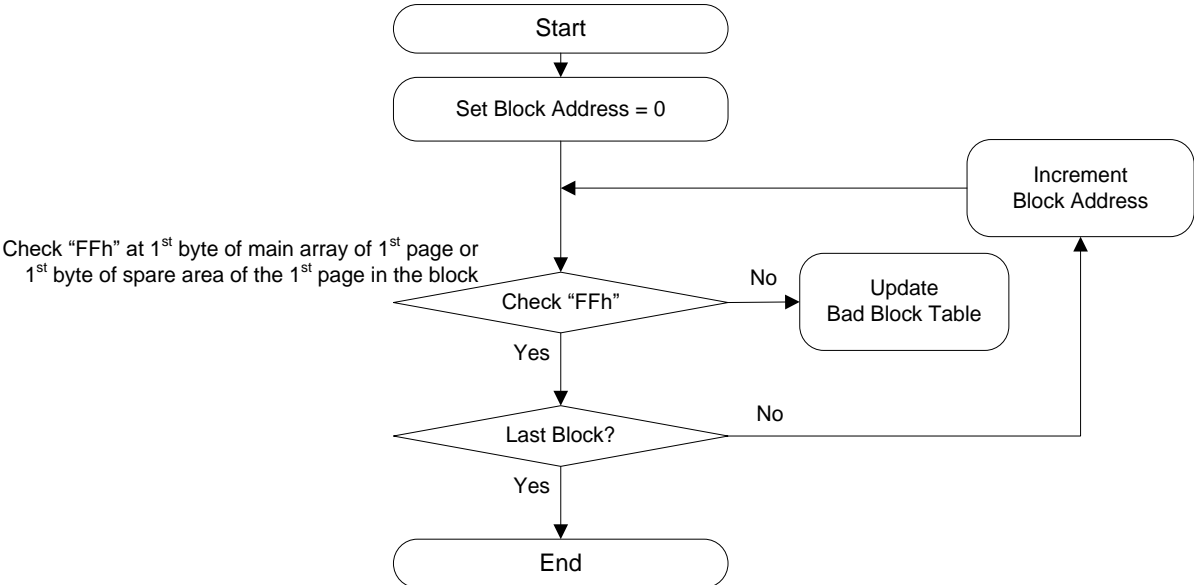 Start
Set Block Address = 0
Increment
Block Address
Check “FFh” at 1st byte of main array of 1st page or
1st byte of spare area of the 1st page in the block
Check “FFh”
No
Update
Bad Block Table
Yes
Last Block?
No
Yes
End